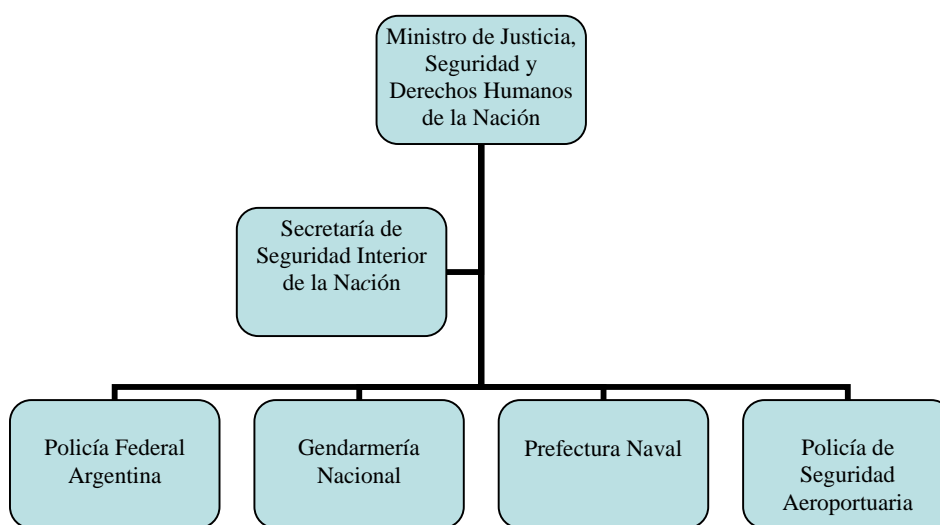 Ministro de Justicia,
Seguridad y
Derechos Humanos
de la Nación
Secretaría de
Seguridad Interior
de la Nación
Policía Federal
Argentina
Gendarmería
Nacional
Prefectura Naval
Policía de
Seguridad
Aeroportuaria